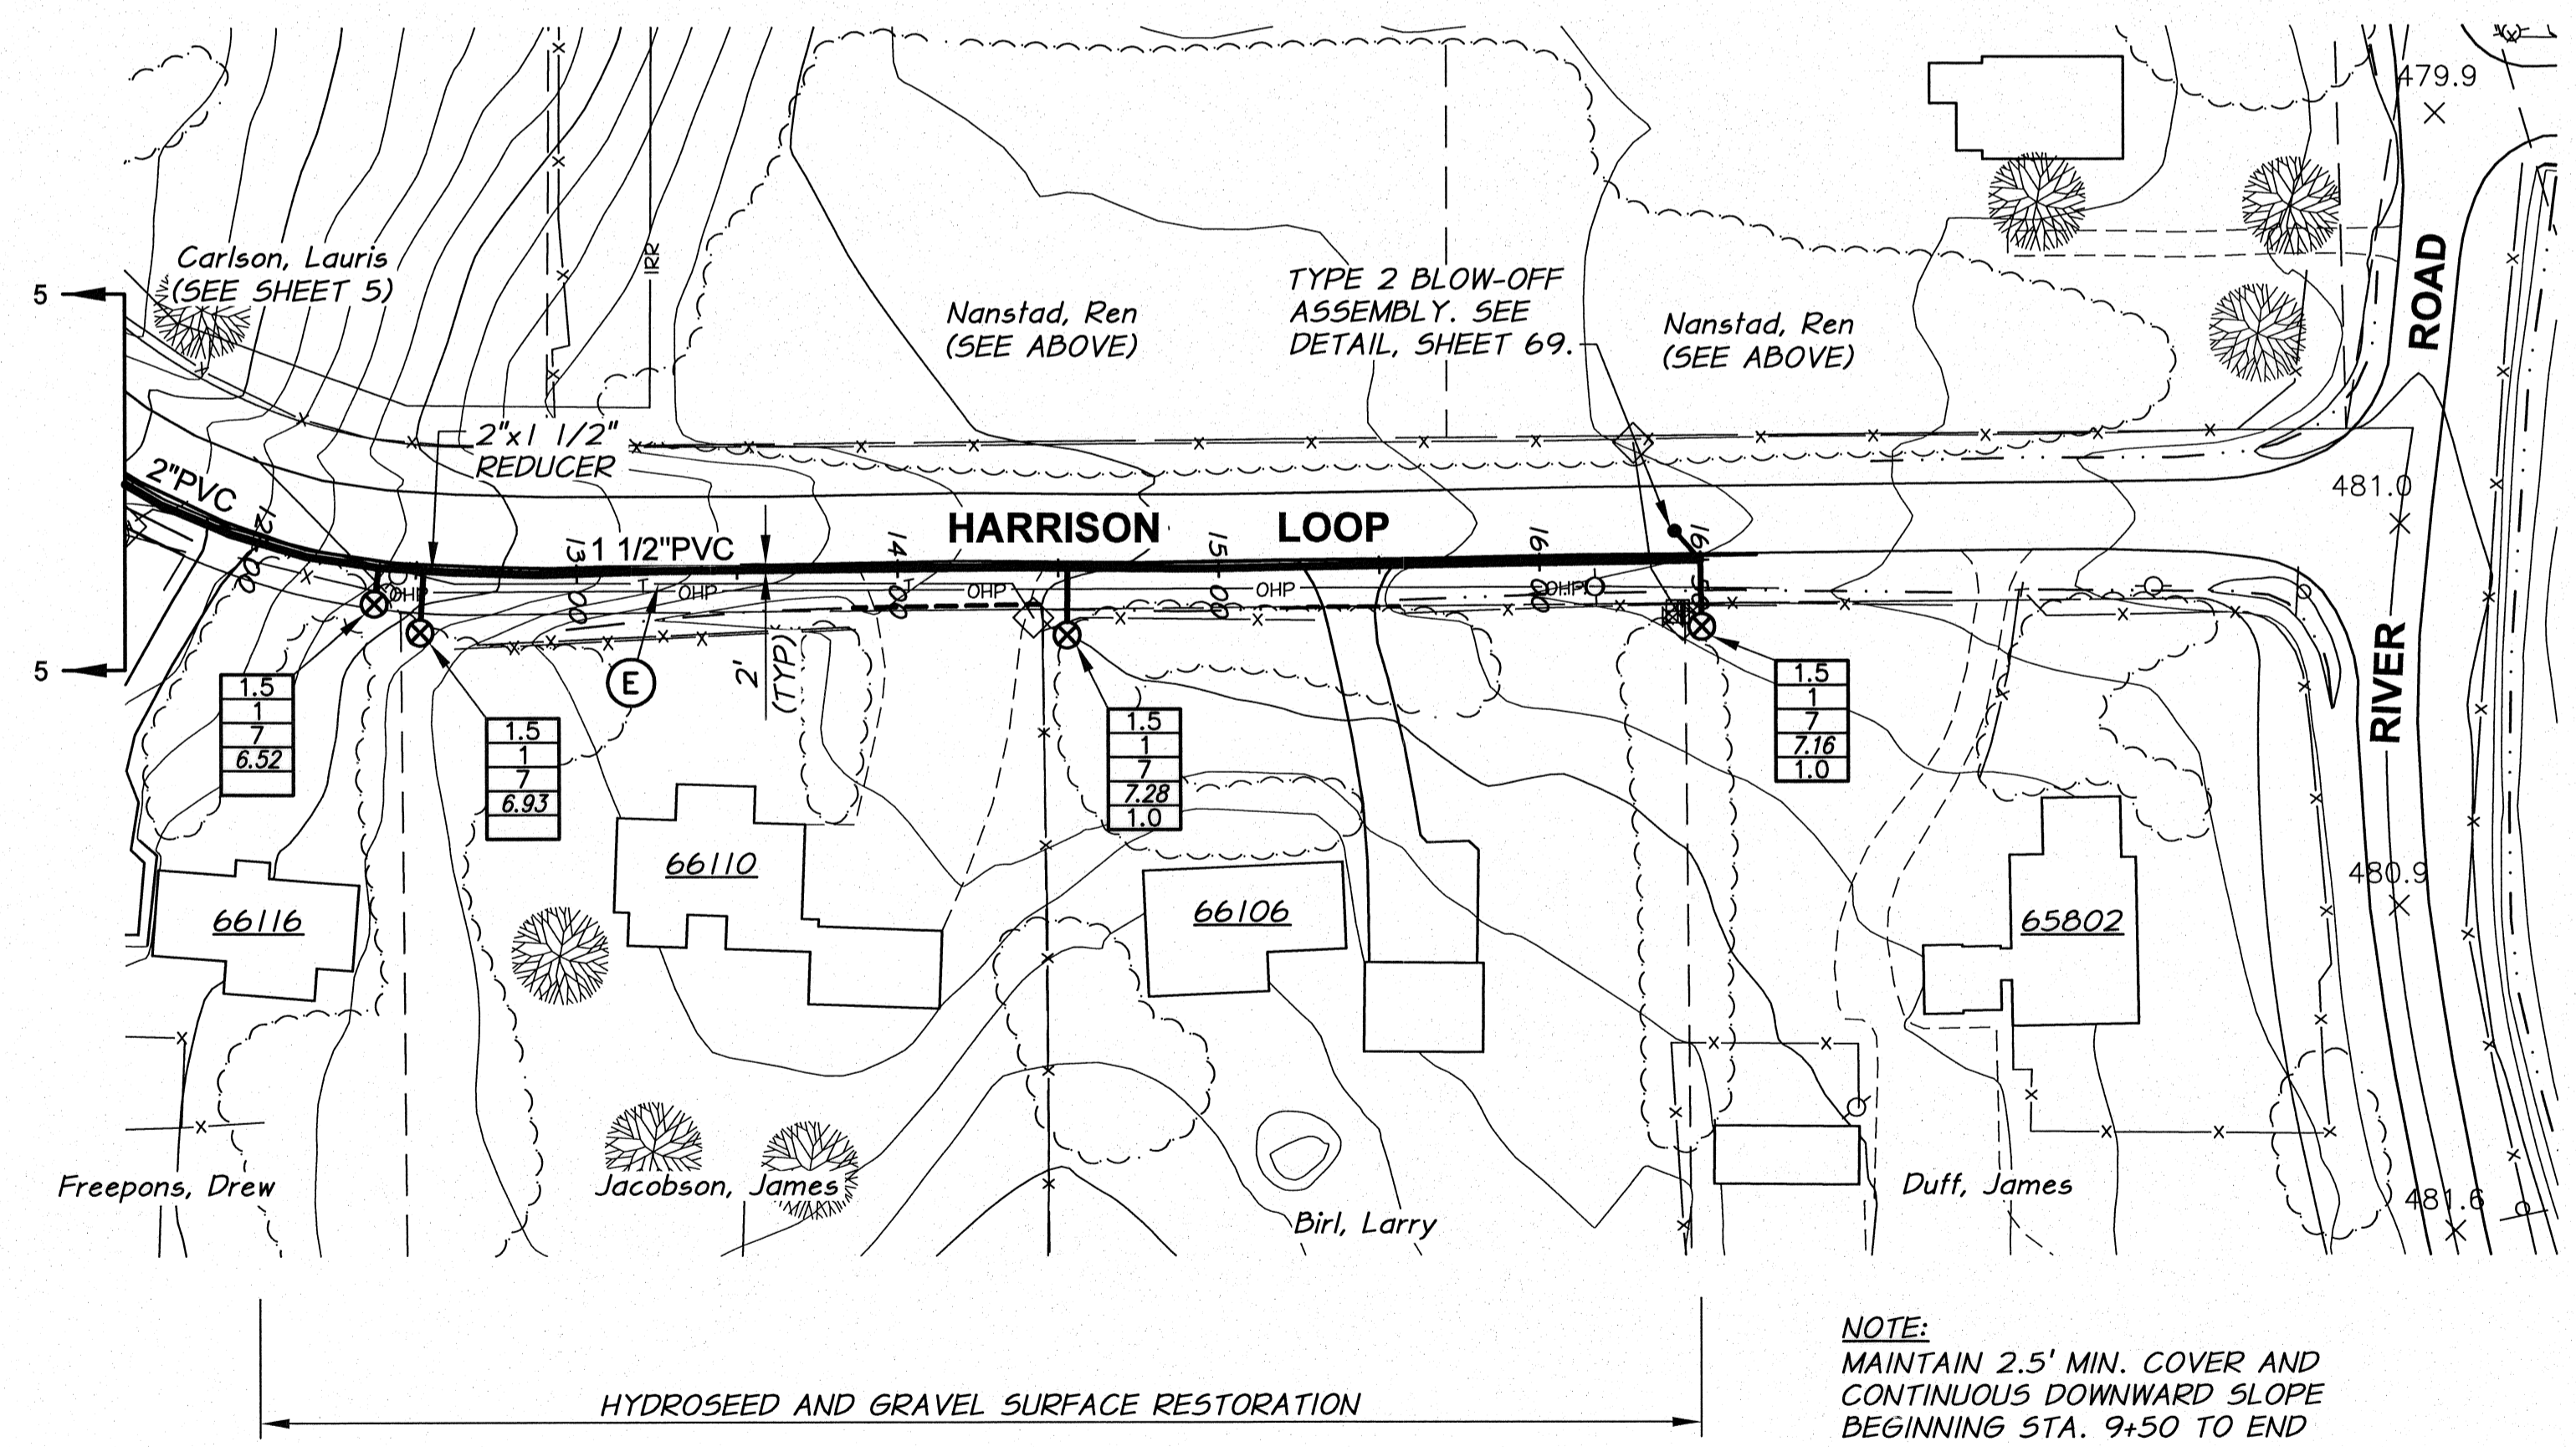 479.9
Carlson, Lauris
(SEE SHEET 5)
5
IRR
Nanstad, Ren
(SEE ABOVE)
TYPE 2 BLOW-OFF
ASSEMBLY. SEE
DETAIL, SHEET 69.
Nanstad, Ren
(SEE ABOVE)
RIVER ROAD
2"x1 1/2"
REDUCER
2"PVC
481.0
HARRISON LOOP
1 1/2"PVC
12+00
13+00
14+00
15+00
16+00
OHP
T
OHP
T
OHP
OHP
OHP
5
E
2'
(TYP)
1.5
1
7
6.52
1.5
1
7
6.93
1.5
1
7
7.28
1.0
1.5
1
7
7.16
1.0
66116
66110
66106
65802
480.9
Freepons, Drew
Jacobson, James
Birl, Larry
Duff, James
481.6
HYDROSEED AND GRAVEL SURFACE RESTORATION
NOTE:
MAINTAIN 2.5' MIN. COVER AND
CONTINUOUS DOWNWARD SLOPE
BEGINNING STA. 9+50 TO END